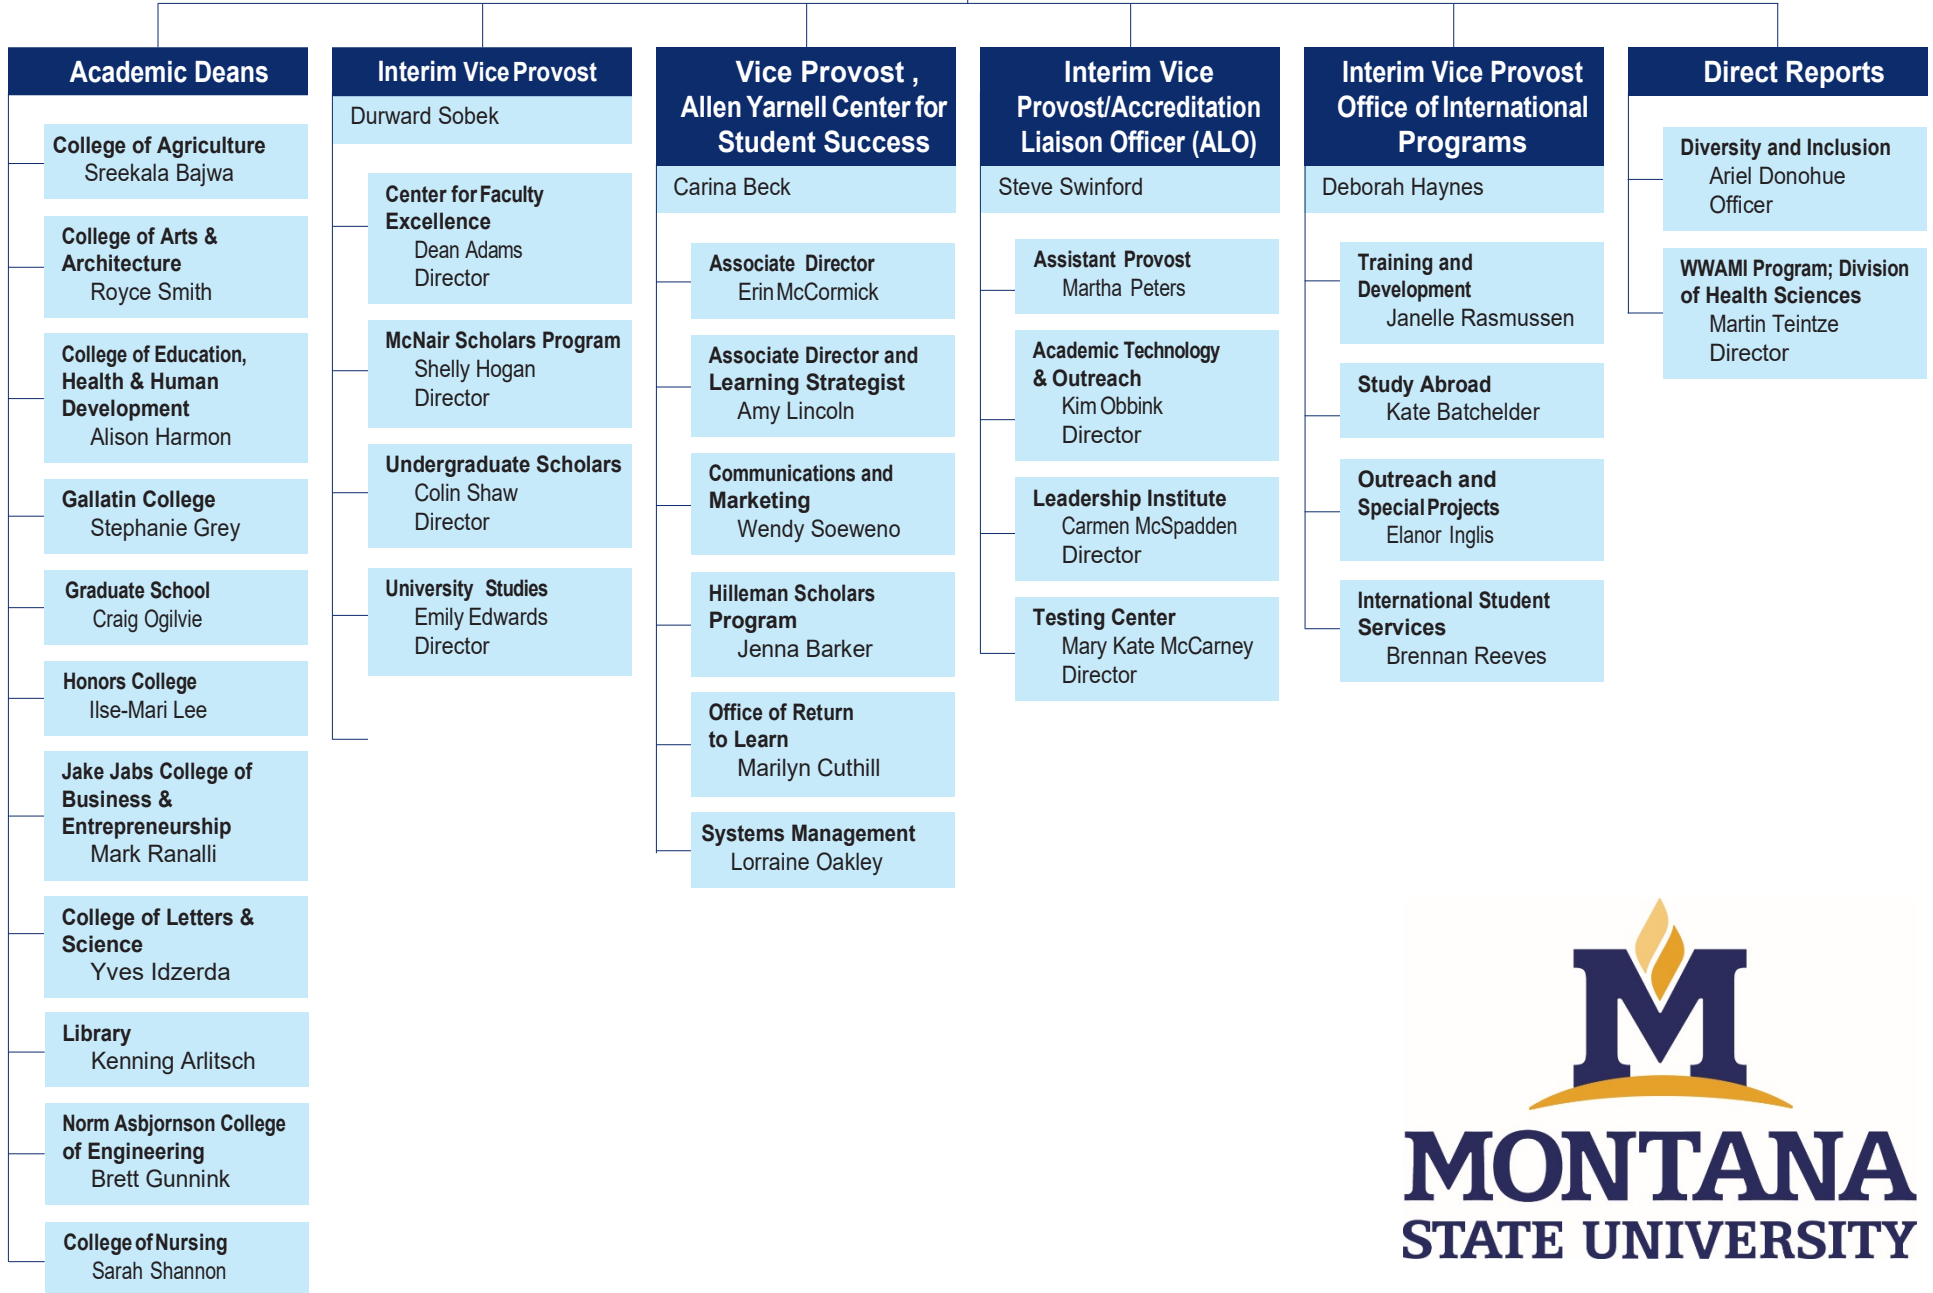 Academic Deans
College of Agriculture
Sreekala Bajwa
College of Arts &
Architecture
Royce Smith
College of Education,
Health & Human
Development
Alison Harmon
Gallatin College
Stephanie Grey
Graduate School
Craig Ogilvie
Honors College
Ilse-Mari Lee
Jake Jabs College of
Business &
Entrepreneurship
Mark Ranalli
College of Letters &
Science
Yves Idzerda
Library
Kenning Arlitsch
Norm Asbjornson College
of Engineering
Brett Gunnink
College of Nursing
Sarah Shannon
Interim Vice Provost
Durward Sobek
Center for Faculty
Excellence
Dean Adams
Director
McNair Scholars Program
Shelly Hogan
Director
Undergraduate Scholars
Colin Shaw
Director
University Studies
Emily Edwards
Director
Vice Provost ,
Allen Yarnell Center for
Student Success
Carina Beck
Associate Director
Erin McCormick
Associate Director and
Learning Strategist
Amy Lincoln
Communications and
Marketing
Wendy Soeweno
Hilleman Scholars
Program
Jenna Barker
Office of Return
to Learn
Marilyn Cuthill
Systems Management
Lorraine Oakley
Interim Vice
Provost/Accreditation
Liaison Officer (ALO)
Steve Swinford
Assistant Provost
Martha Peters
Academic Technology
& Outreach
Kim Obbink
Director
Leadership Institute
Carmen McSpadden
Director
Testing Center
Mary Kate McCarney
Director
Interim Vice Provost
Office of International
Programs
Deborah Haynes
Training and
Development
Janelle Rasmussen
Study Abroad
Kate Batchelder
Outreach and
Special Projects
Elanor Inglis
International Student
Services
Brennan Reeves
Direct Reports
Diversity and Inclusion
Ariel Donohue
Officer
WWAMI Program; Division
of Health Sciences
Martin Teintze
Director
M
MONTANA
STATE UNIVERSITY